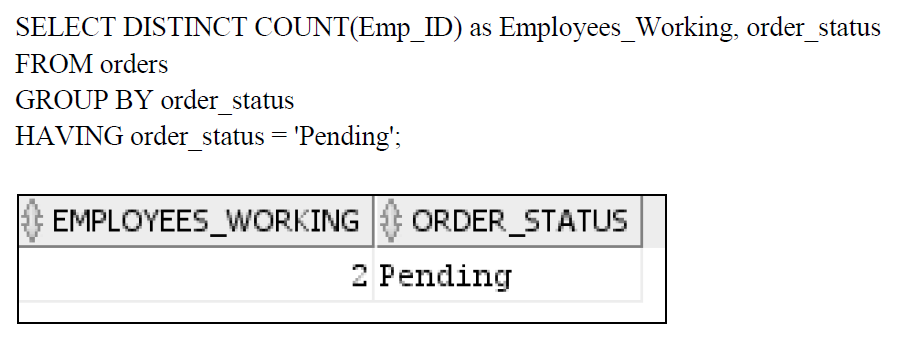 SELECT DISTINCT COUNT(Emp_ID) as Employees_Working, order_status
FROM orders
GROUP BY order_status
HAVING order_status = 'Pending';
EMPLOYEES_WORKING ORDER_STATUS
2 Pending